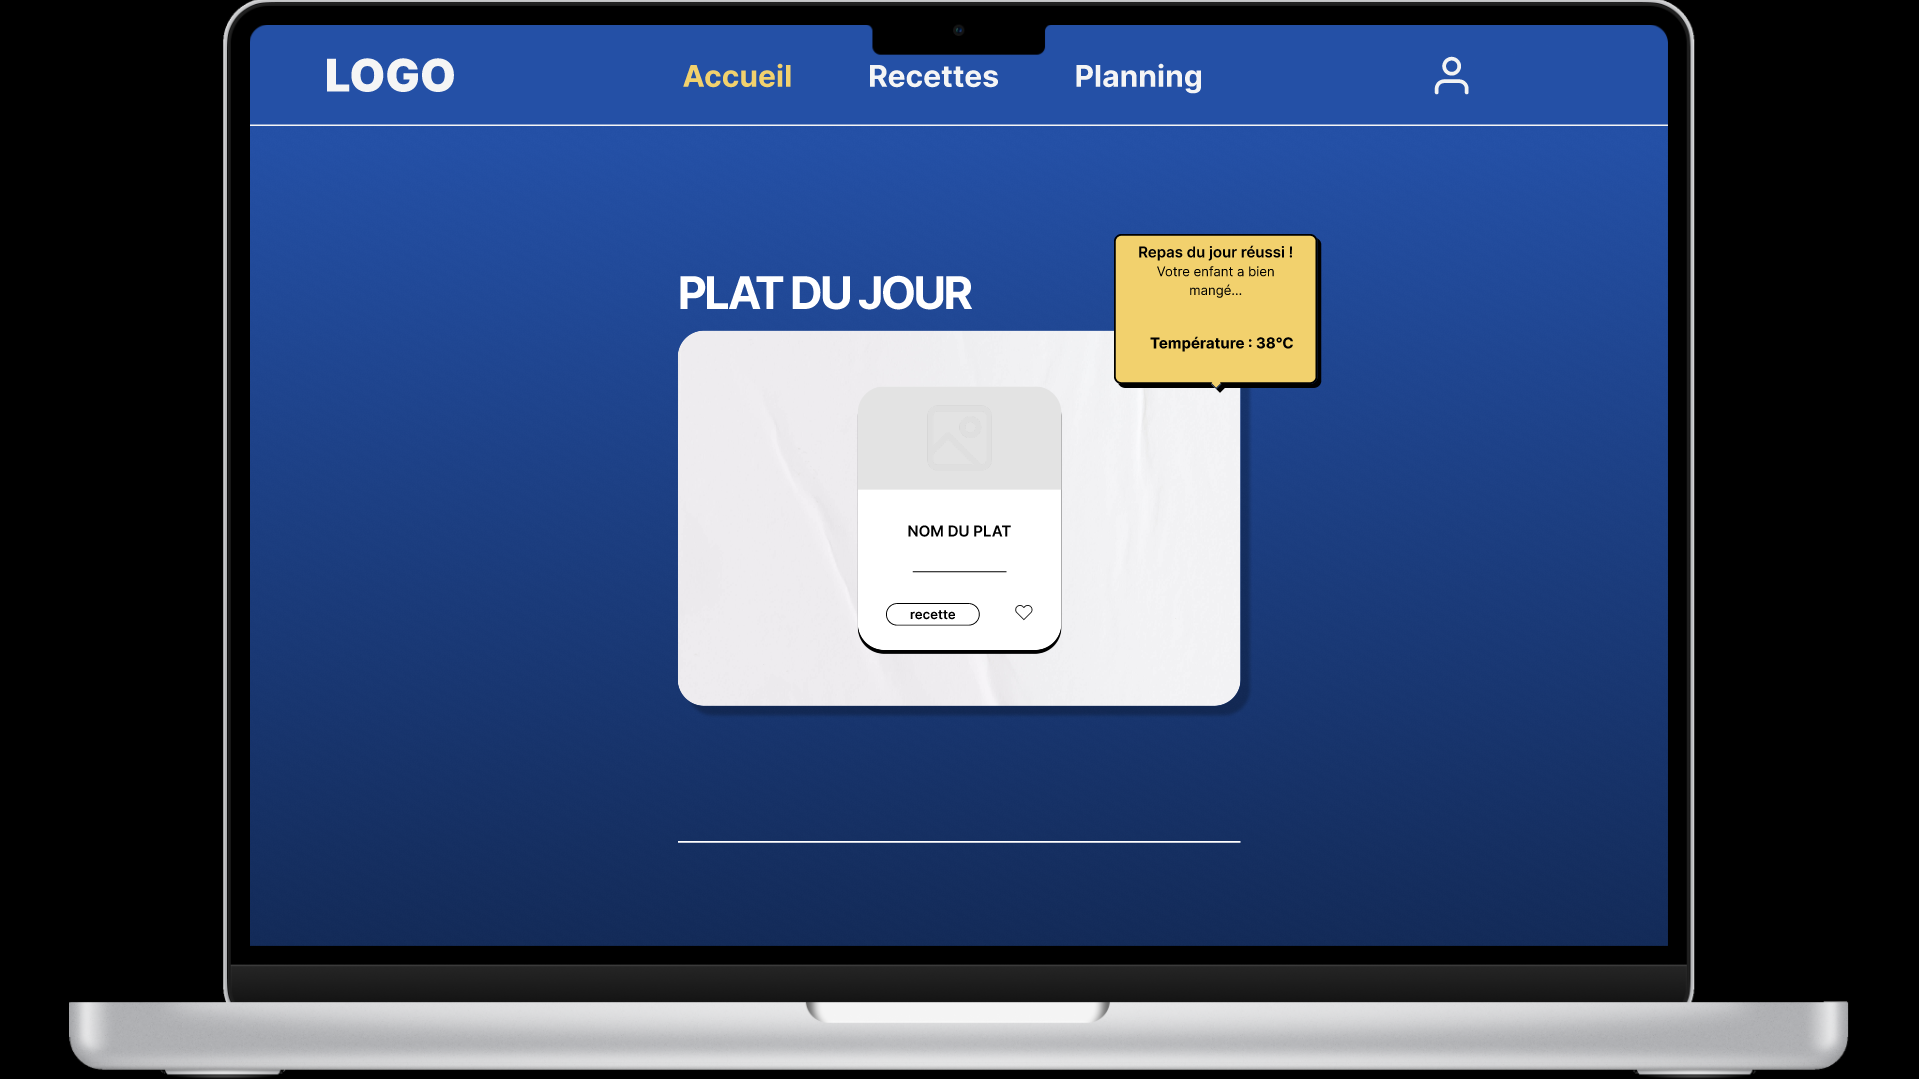 LOGO
Accueil
Recettes
Planning
Repas du jour réussi !
Votre enfant a bien
mangé...
Température : 38°C
PLAT DU JOUR
NOM DU PLAT
recette